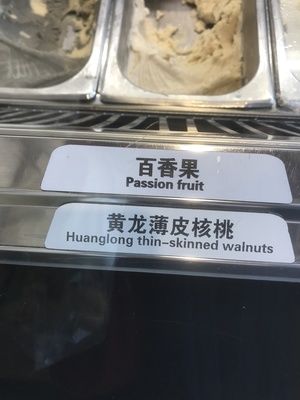 百香果
Passion fruit
黄龙薄皮核桃
Huanglong thin-skinned walnuts